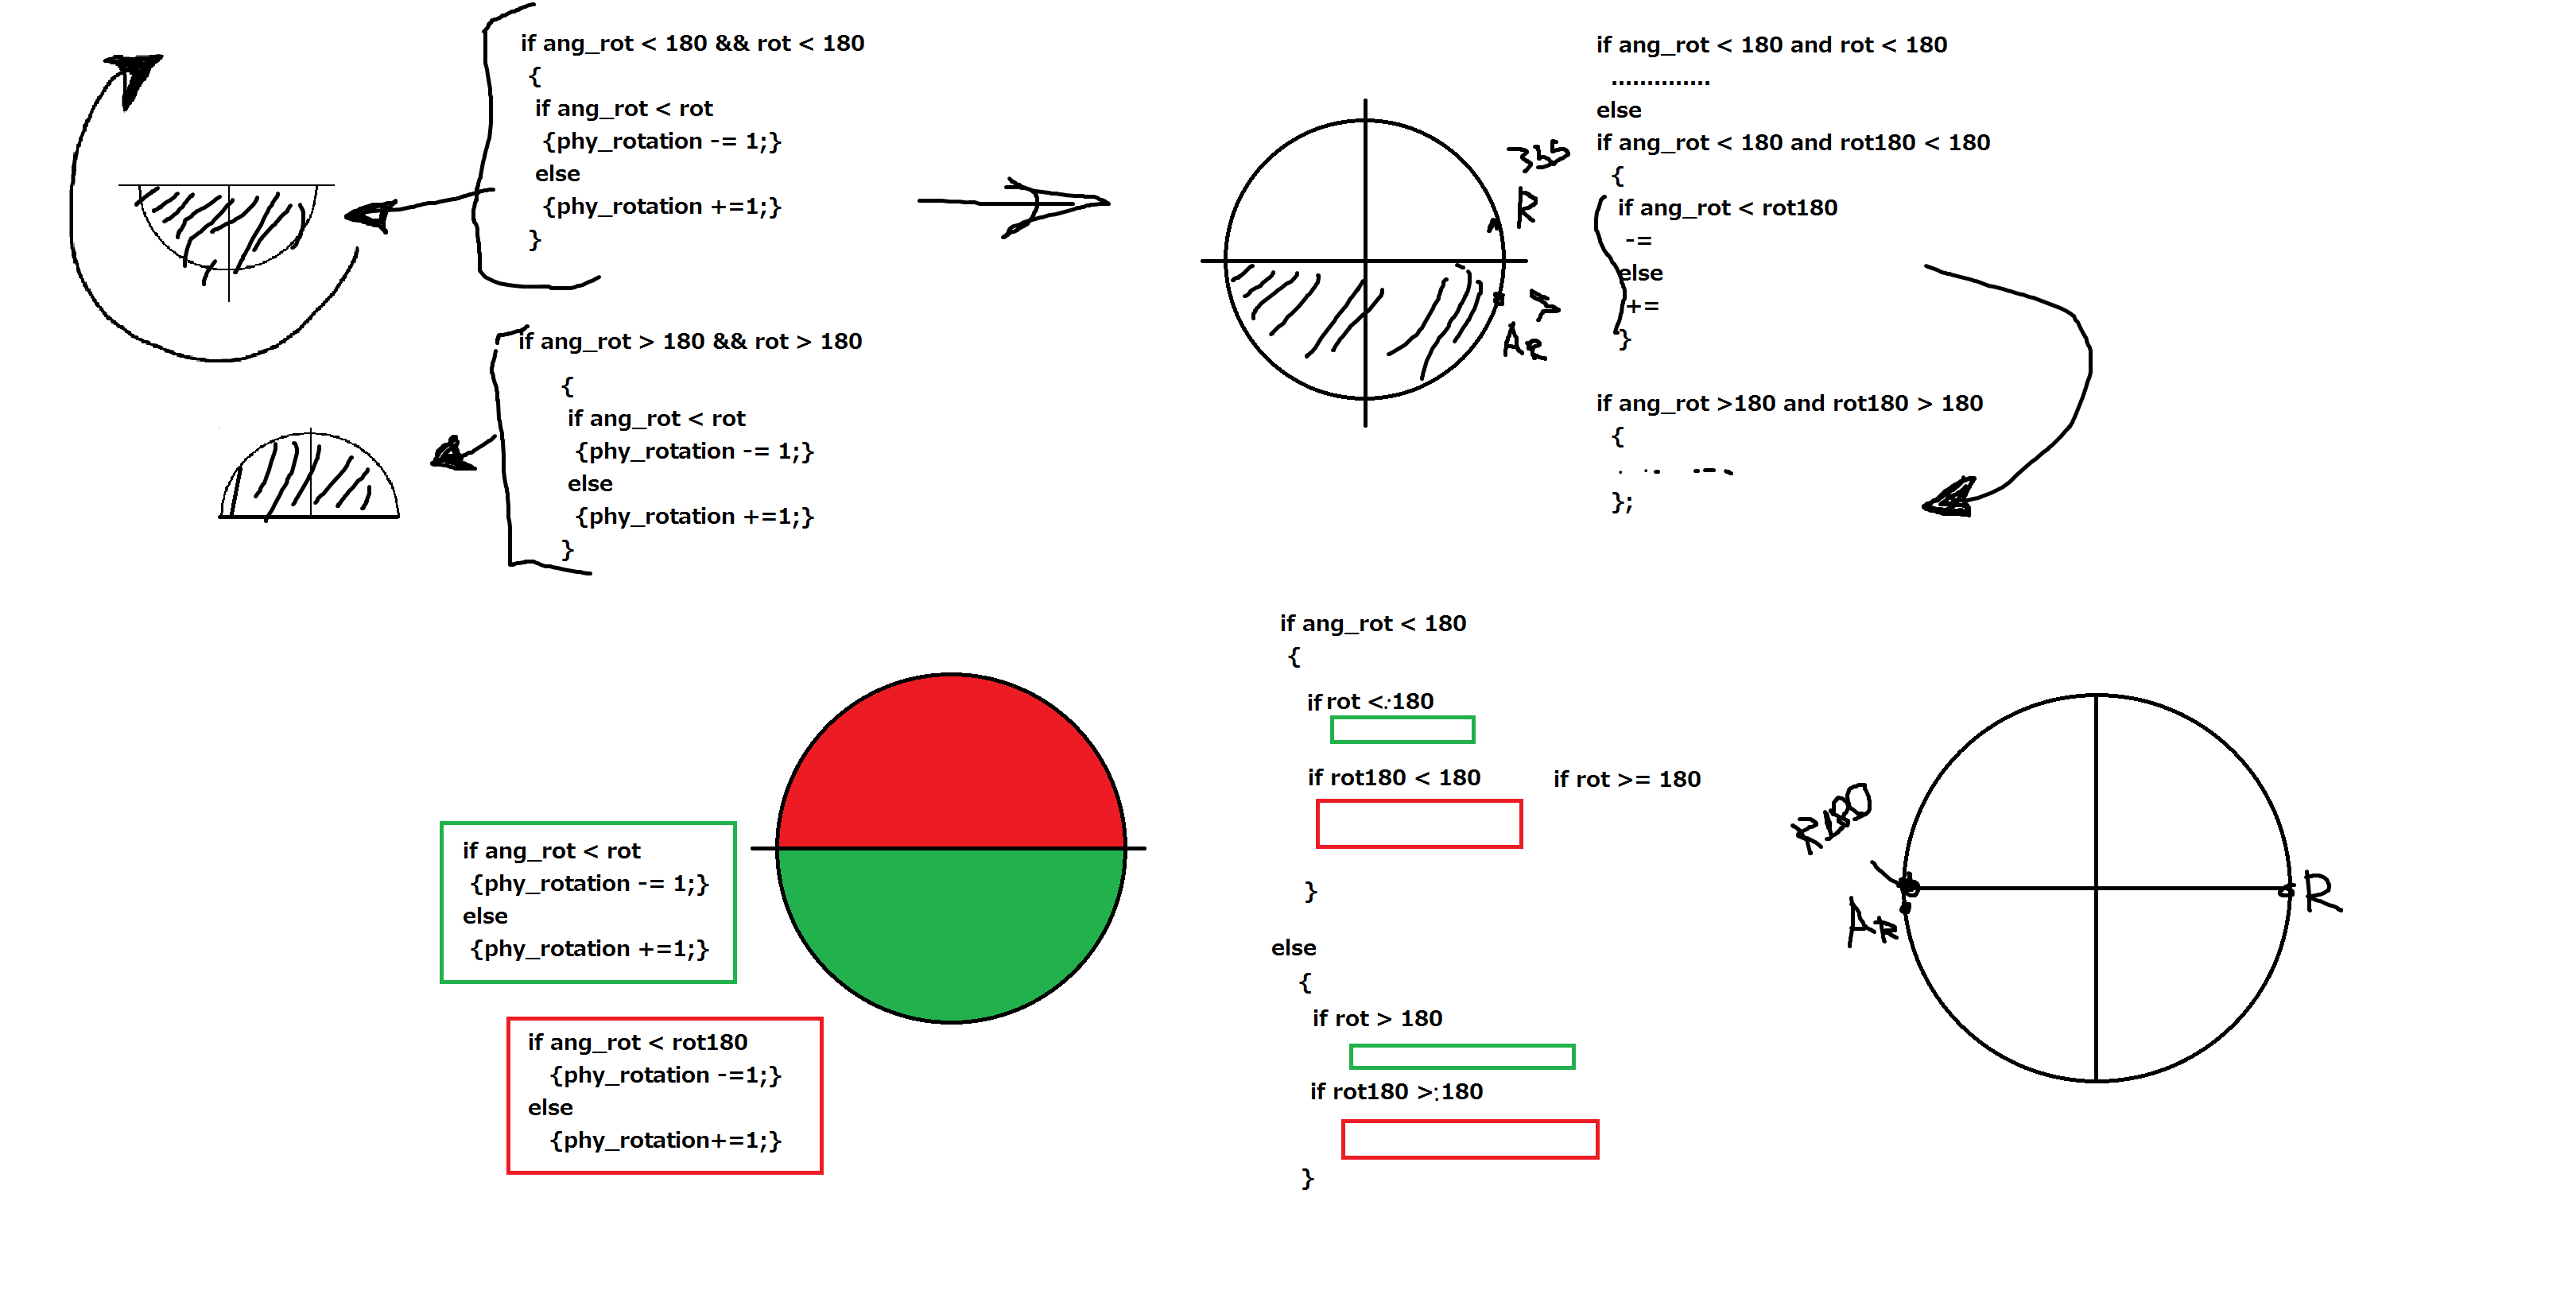 if ang_rot < 180 && rot < 180
{
if ang_rot < rot
{phy_rotation -= 1;}
else
{phy_rotation +=1;}
}
if ang_rot > 180 && rot > 180
{
if ang_rot < rot
{phy_rotation -= 1;}
else
{phy_rotation +=1;}
}
355
R
AR
if ang_rot < 180 and rot < 180
..............
else
if ang_rot < 180 and rot180 < 180
{
if ang_rot < rot180
-=
else
+=
}
if ang_rot >180 and rot180 > 180
{
};
if ang_rot < rot
{phy_rotation -= 1;}
else
{phy_rotation +=1;}
if ang_rot < rot180
{phy_rotation -=1;}
else
{phy_rotation+=1;}
if ang_rot < 180
{
if rot < 180
if rot180 < 180 if rot >= 180
}
else
{
if rot > 180
if rot180 > 180
}
R180
AR
R